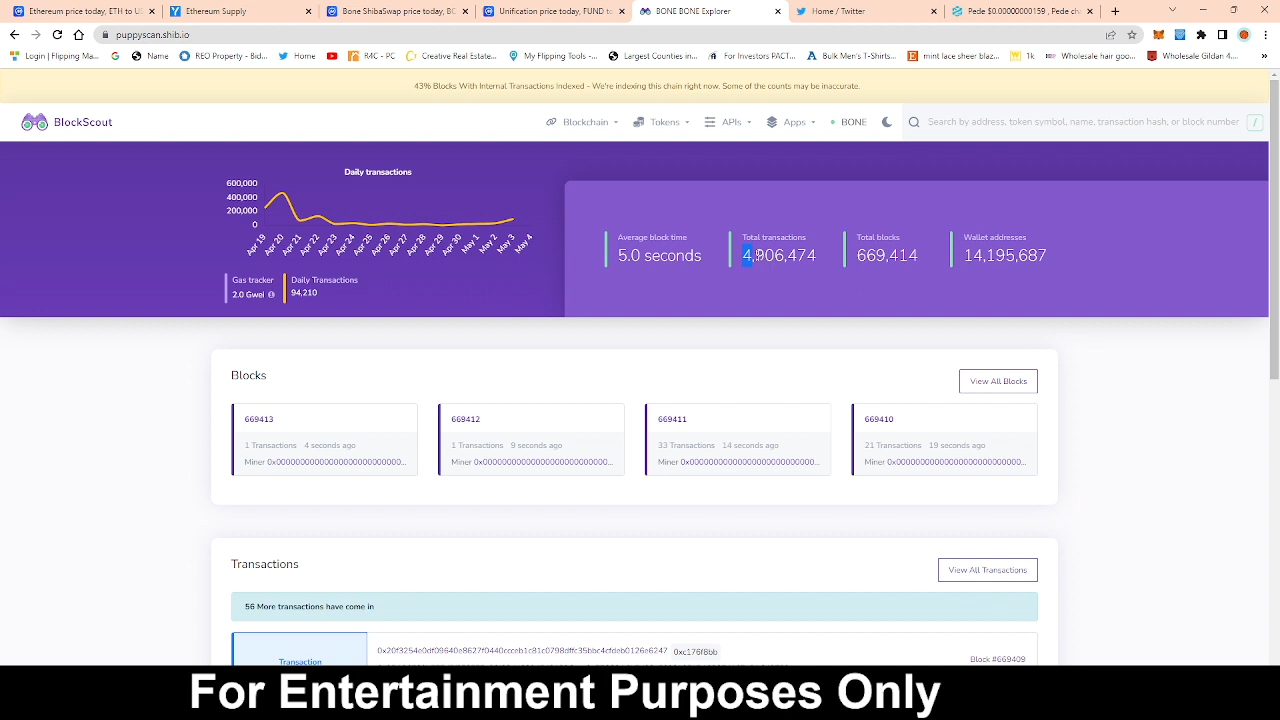 Ethereum price today, ETH to US
Ethereum Supply
Bone ShibaSwap price today, BC
Unification price today, FUND to
BONE BONE Explorer
Home / Twitter
Pede $0.00000000159 , Pede ch
puppyscan.shib.io
Login | Flipping Ma...
Name
REO Property - Bid...
Home
R4C - PC
Creative Real Estate...
My Flipping Tools -...
Largest Counties in...
For Investors PACT...
Bulk Men's T-Shirts...
mint lace sheer blaz...
1k
Wholesale hair goo...
Wholesale Gildan 4,...
43% Blocks With Internal Transactions Indexed - We're indexing this chain right now. Some of the counts may be inaccurate.
BlockScout
Blockchain
Tokens
APIs
Apps
BONE
Search by address, token symbol, name, transaction hash, or block number
/
Daily transactions
600,000
400,000
200,000
0
Apr 19
Apr 20
Apr 21
Apr 22
Apr 23
Apr 24
Apr 25
Apr 26
Apr 27
Apr 28
Apr 29
Apr 30
May 1
May 2
May 3
May 4
Gas tracker
2.0 Gwei
Daily Transactions
94,210
Average block time
5.0 seconds
Total transactions
4,906,474
Total blocks
669,414
Wallet addresses
14,195,687
Blocks
View All Blocks
669413
1 Transactions 4 seconds ago
Miner 0x00000000000000000000000000...
669412
1 Transactions 9 seconds ago
Miner 0x00000000000000000000000000...
669411
33 Transactions 14 seconds ago
Miner 0x00000000000000000000000000...
669410
21 Transactions 19 seconds ago
Miner 0x00000000000000000000000000...
Transactions
View All Transactions
56 More transactions have come in
Transaction
0xc176f8bb
Block #669409
For Entertainment Purposes Only